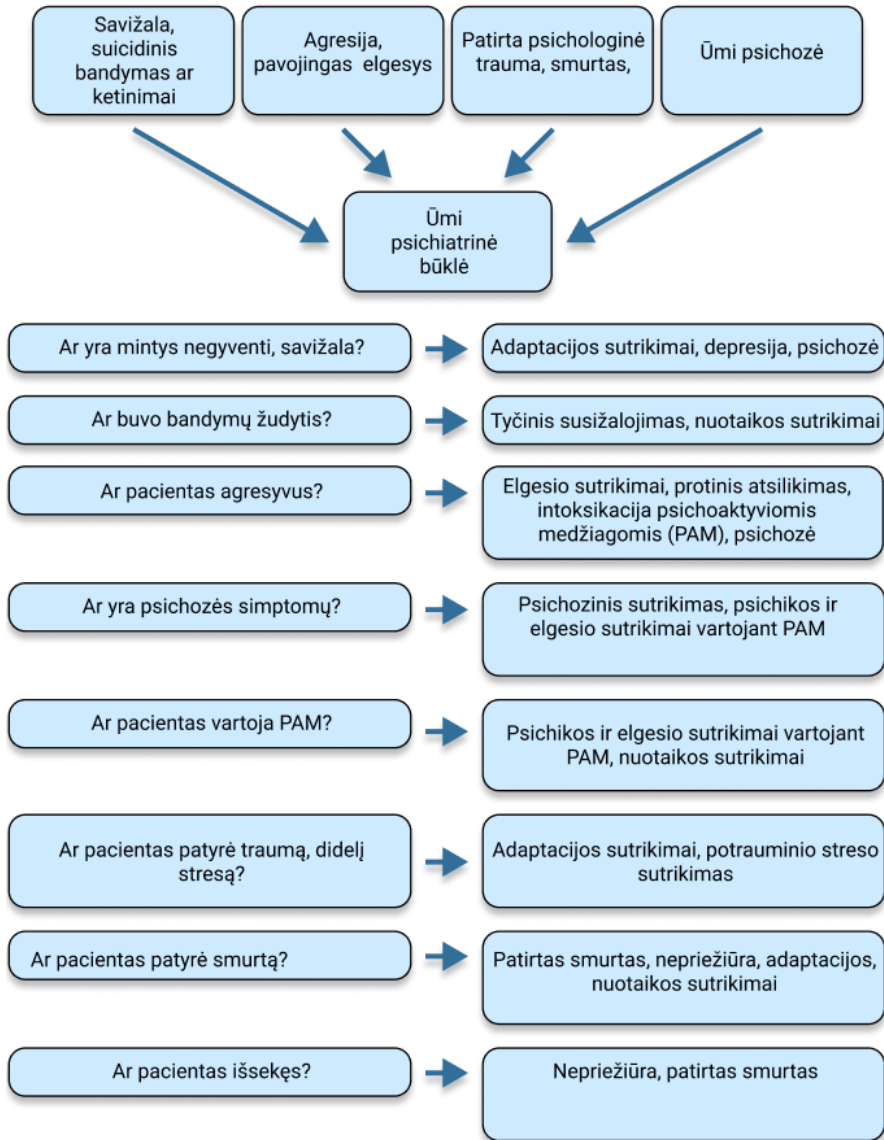 Savižala,
suicidinis
bandymas ar
ketinimai
Agresija,
pavojingas elgesys
Patirta psichologinė
trauma, smurtas,
Ūmi psichozė
Ūmi
psichiatrinė
būklė
Ar yra mintys negyventi, savižala?
Adaptacijos sutrikimai, depresija, psichozė
Ar buvo bandymų žudytis?
Tyčinis susižalojimas, nuotaikos sutrikimai
Ar pacientas agresyvus?
Elgesio sutrikimai, protinis atsilikimas,
intoksikacija psichoaktyviomis
medžiagomis (PAM), psichozė
Ar yra psichozės simptomų?
Psichozinis sutrikimas, psichikos ir
elgesio sutrikimai vartojant PAM
Ar pacientas vartoja PAM?
Psichikos ir elgesio sutrikimai vartojant
PAM, nuotaikos sutrikimai
Ar pacientas patyrė traumą, didelį
stresą?
Adaptacijos sutrikimai, potrauminio streso
sutrikimas
Ar pacientas patyrė smurtą?
Patirtas smurtas, nepriežiūra, adaptacijos,
nuotaikos sutrikimai
Ar pacientas išsekęs?
Nepriežiūra, patirtas smurtas